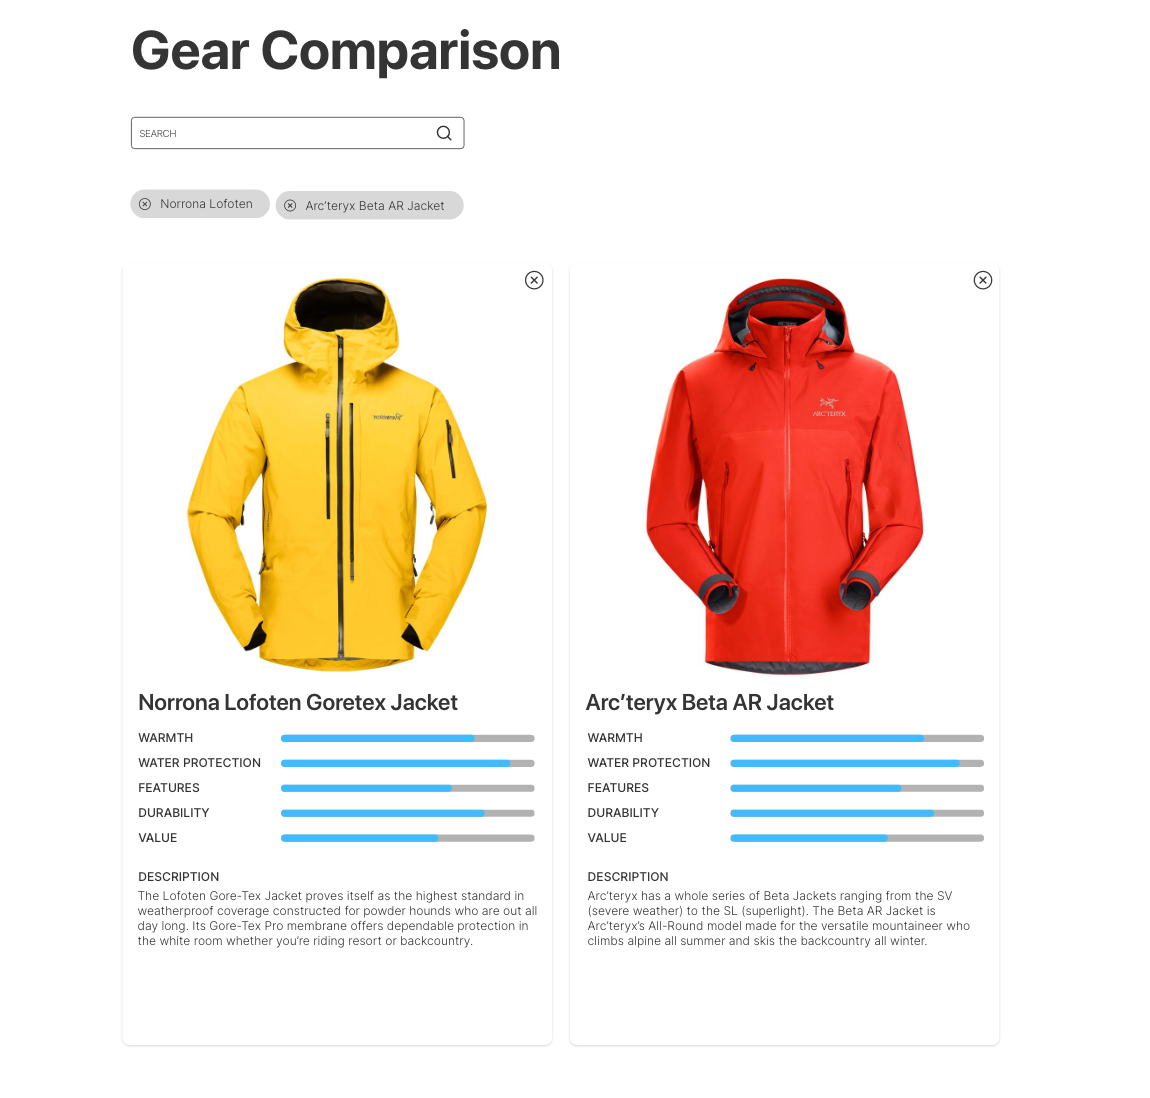 Gear Comparison
SEARCH
Norrona Lofoten
Arc’teryx Beta AR Jacket
ARC'TERYX
Norrona Lofoten Goretex Jacket
WARMTH
WATER PROTECTION
FEATURES
DURABILITY
VALUE
DESCRIPTION
The Lofoten Gore-Tex Jacket proves itself as the highest standard in
weatherproof coverage constructed for powder hounds who are out all
day long. Its Gore-Tex Pro membrane offers dependable protection in
the white room whether you’re riding resort or backcountry.
Arc’teryx Beta AR Jacket
WARMTH
WATER PROTECTION
FEATURES
DURABILITY
VALUE
DESCRIPTION
Arc’teryx has a whole series of Beta Jackets ranging from the SV
(severe weather) to the SL (superlight). The Beta AR Jacket is
Arc’teryx’s All-Round model made for the versatile mountaineer who
climbs alpine all summer and skis the backcountry all winter.